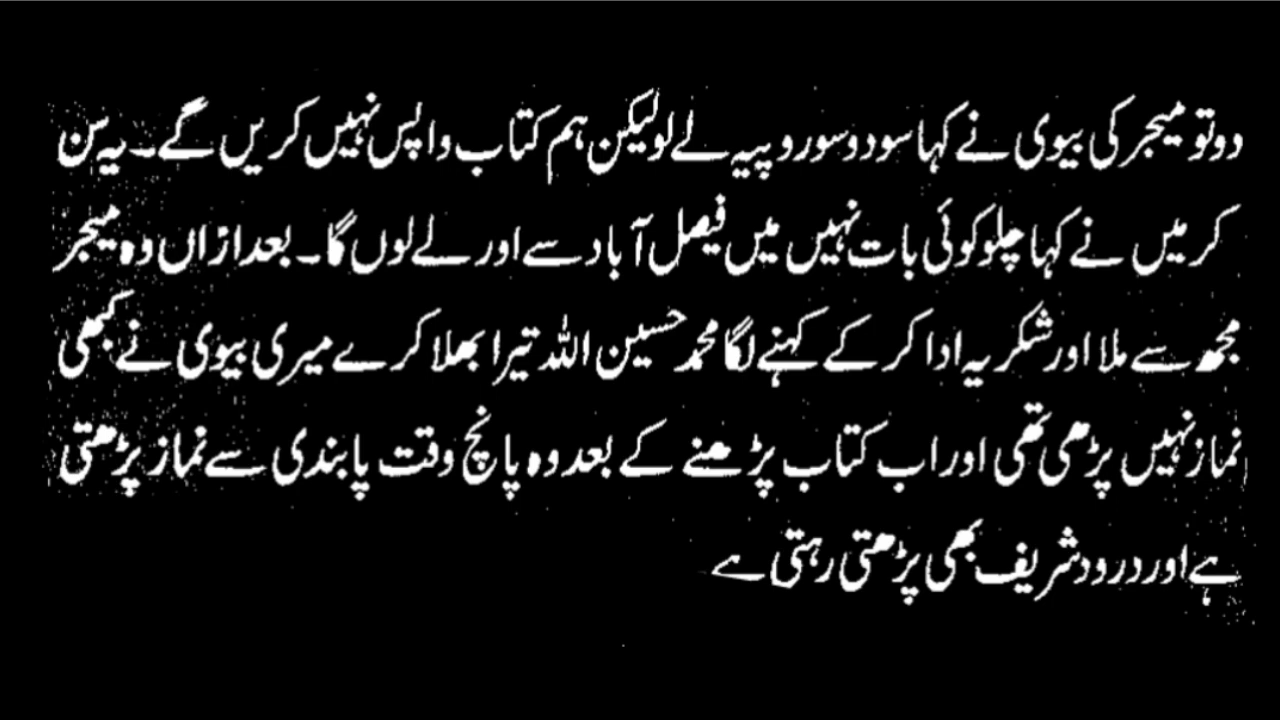 دو تو میجر کی بیوی نے کہا سو دو سو روپیہ لے لو لیکن ہم کتاب واپس نہیں کریں گے۔ یہ سن
کر میں نے کہا چلو کوئی بات نہیں میں فیصل آباد سے اور لے لوں گا۔ بعد ازاں وہ میجر
مجھ سے ملا اور شکریہ ادا کر کے کہنے لگا محمد حسین اللہ تیرا بھلا کرے میری بیوی نے کبھی
نماز نہیں پڑھی تھی اور اب کتاب پڑھنے کے بعد وہ پانچ وقت پابندی سے نماز پڑھتی
ہے اور درود شریف بھی پڑھتی رہتی ہے